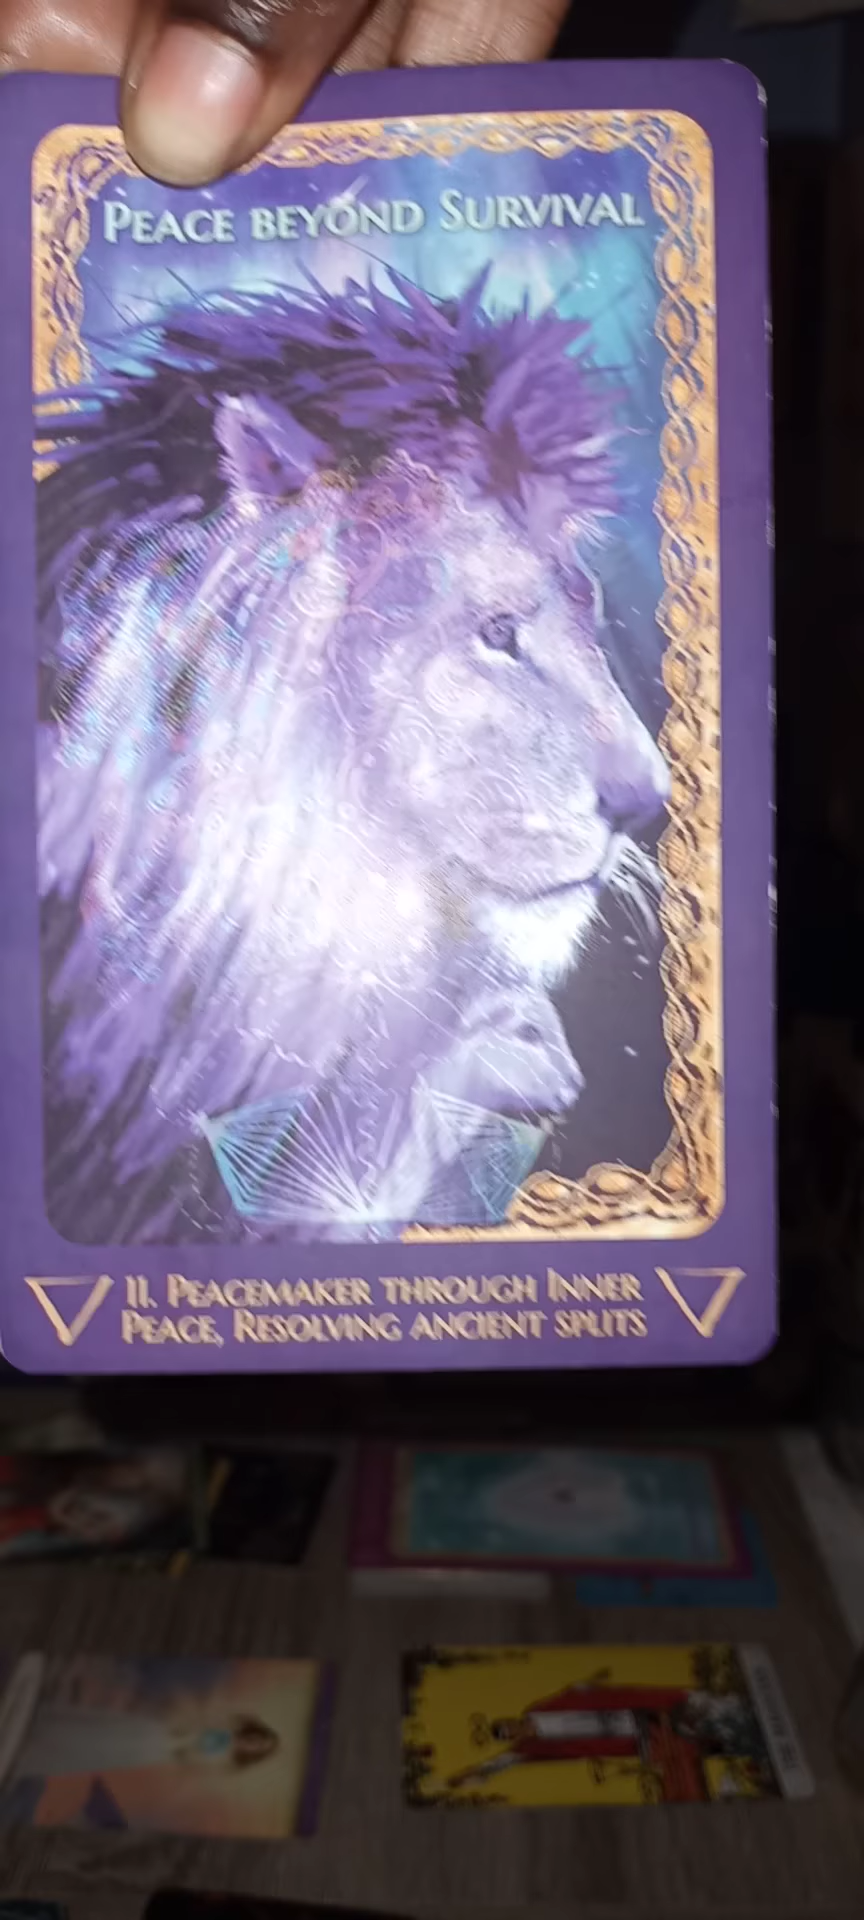 PEACE BEYOND SURVIVAL
11. PEACEMAKER THROUGH INNER
PEACE, RESOLVING ANCIENT SPLITS